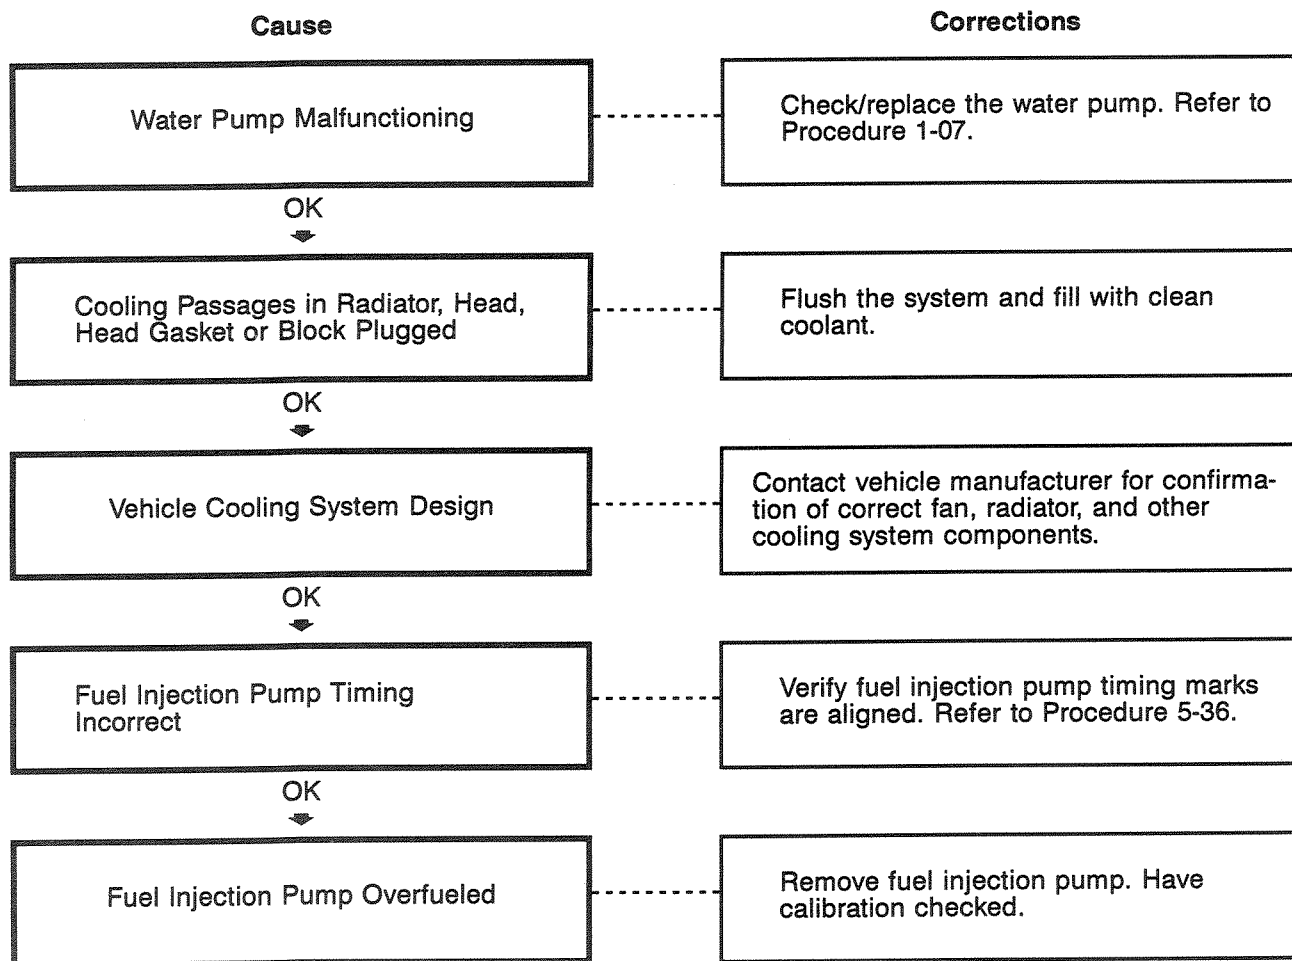 Cause
Corrections
Water Pump Malfunctioning
Check/replace the water pump. Refer to
Procedure 1-07.
OK
Cooling Passages in Radiator, Head,
Head Gasket or Block Plugged
Flush the system and fill with clean
coolant.
OK
Vehicle Cooling System Design
Contact vehicle manufacturer for confirma-
tion of correct fan, radiator, and other
cooling system components.
OK
Fuel Injection Pump Timing
Incorrect
Verify fuel injection pump timing marks
are aligned. Refer to Procedure 5-36.
OK
Fuel Injection Pump Overfueled
Remove fuel injection pump. Have
calibration checked.